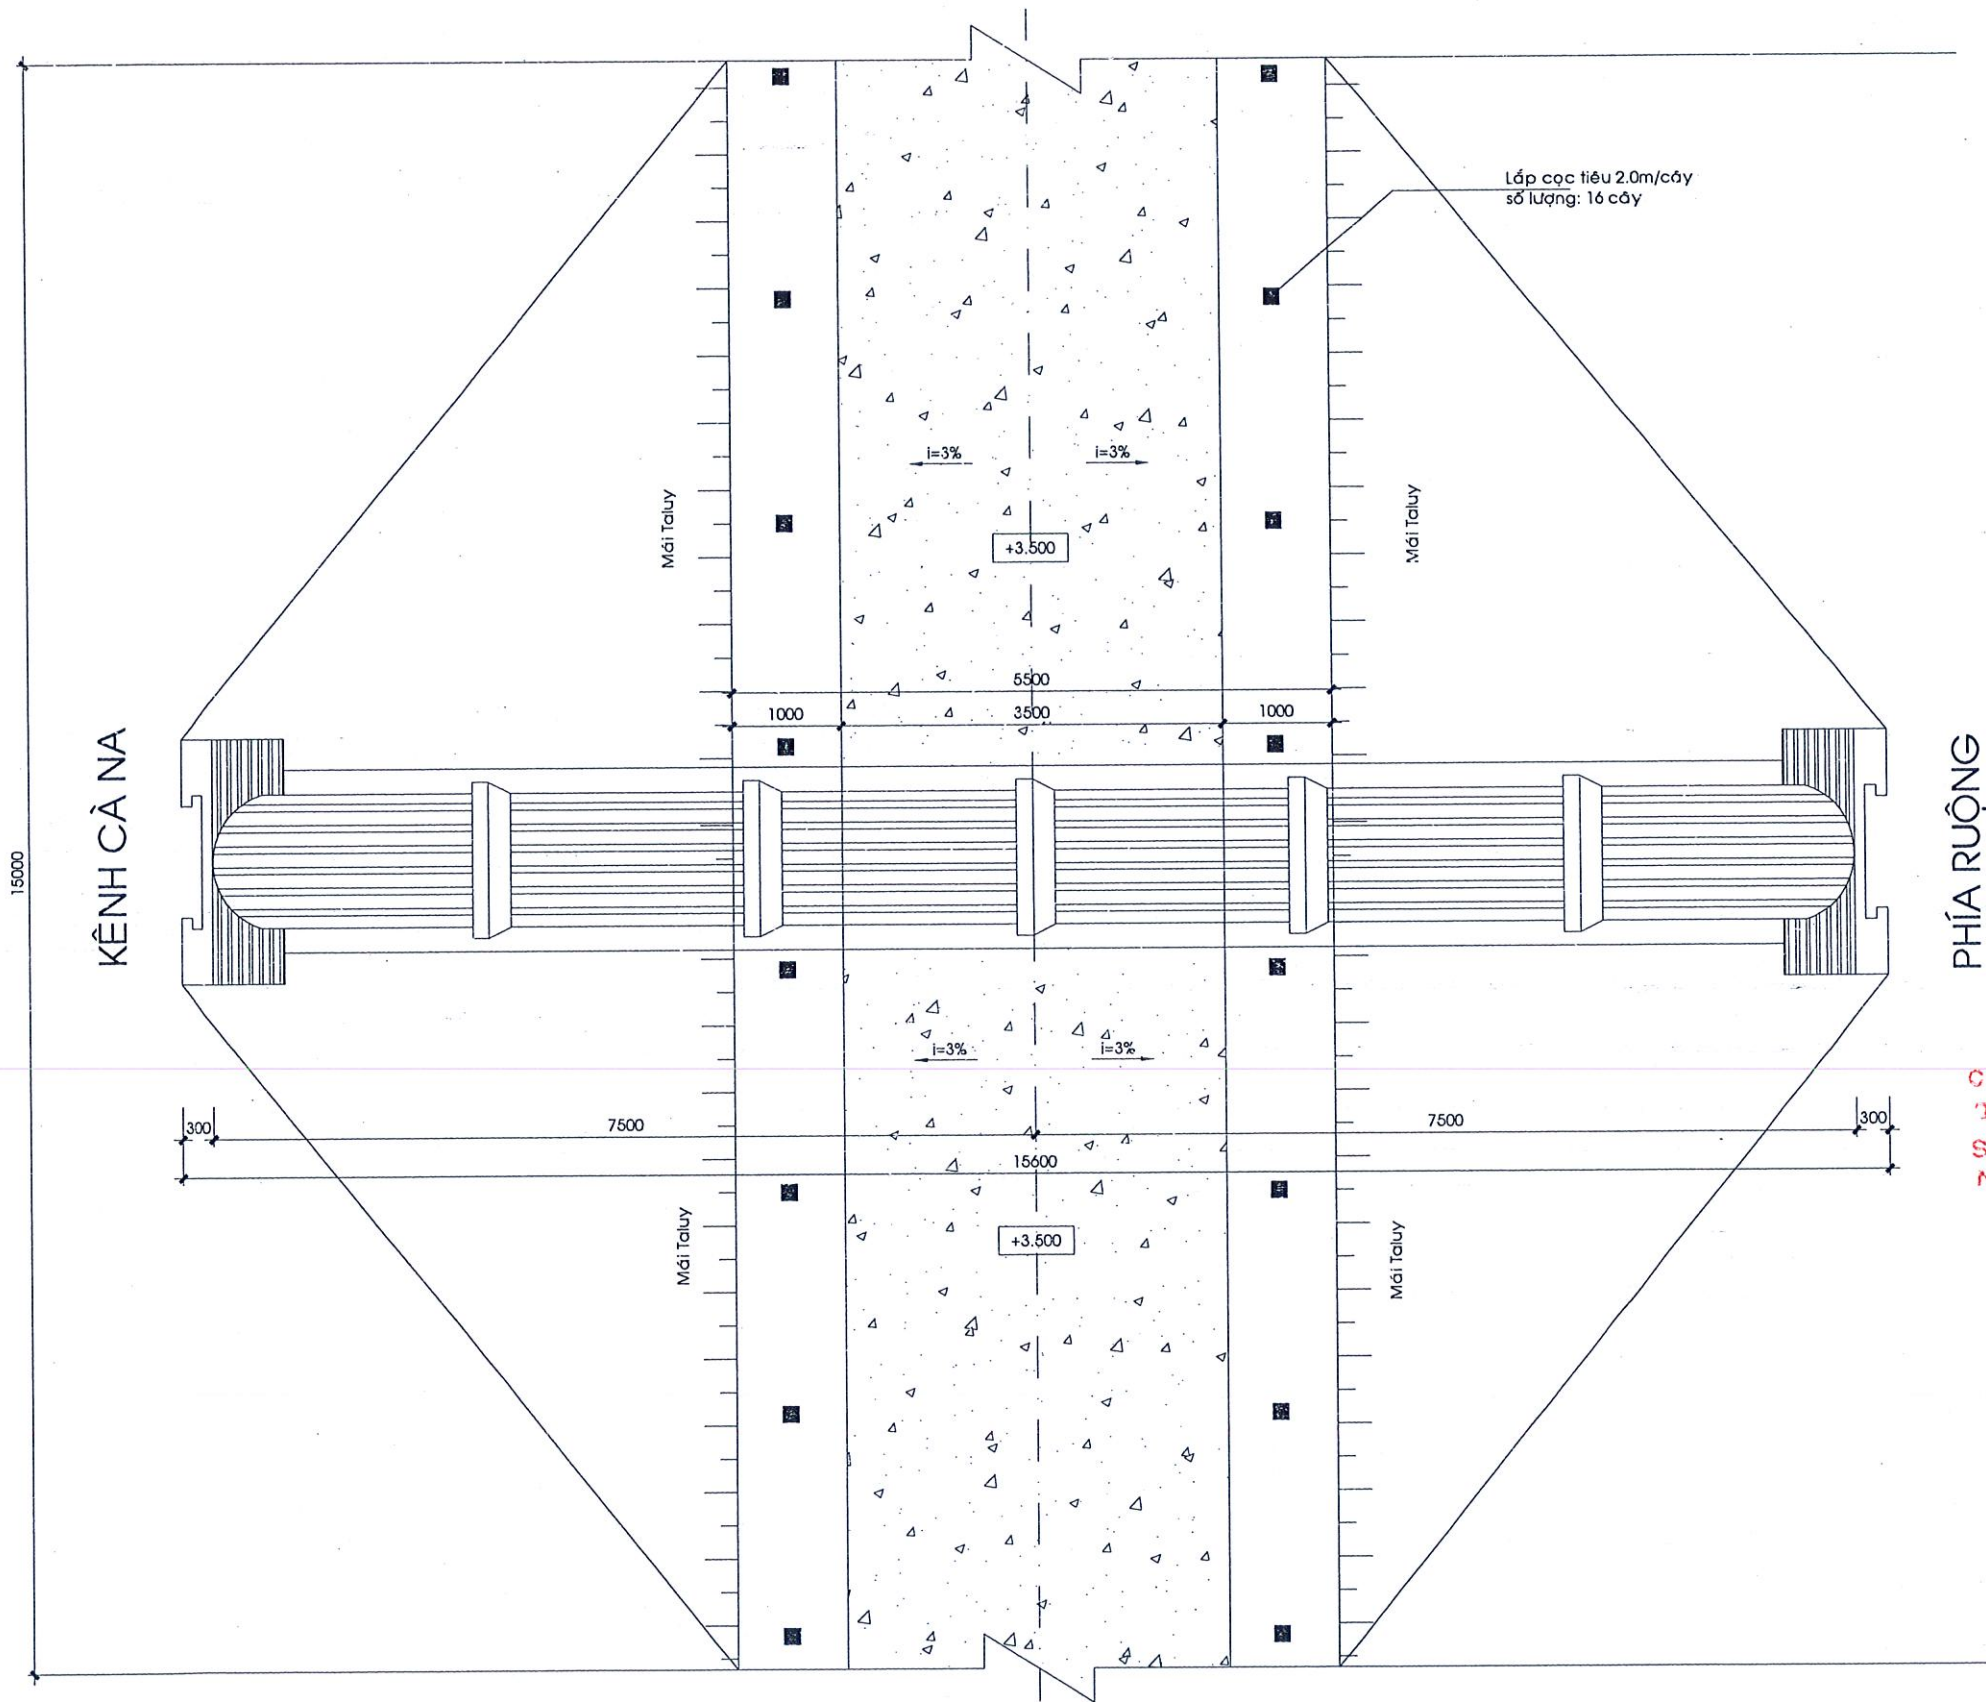 Lắp cọc tiêu 2.0m/cây
số lượng: 16 cây
i=3%
i=3%
Mái Taluy
Mái Taluy
+3.500
5500
1000
3500
1000
KÊNH CÀ NA
PHÍA RUỘNG
15000
i=3%
i=3%
300
7500
7500
300
15600
Mái Taluy
+3.500
Mái Taluy